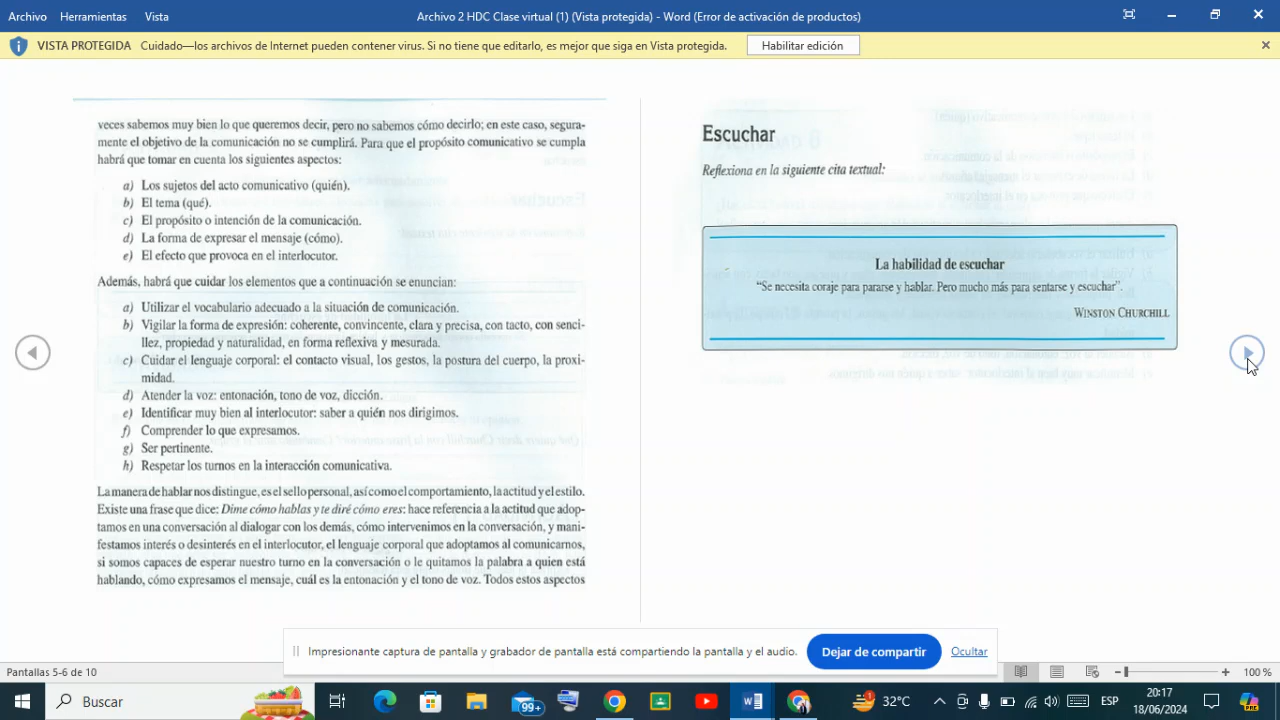 Archivo Herramientas Vista Archivo 2 HDC Clase virtual (1) (Vista protegida) - Word (Error de activación de productos)
VISTA PROTEGIDA Cuidado—los archivos de Internet pueden contener virus. Si no tiene que editarlo, es mejor que siga en Vista protegida. Habilitar edición
veces sabemos muy bien lo que queremos decir, pero no sabemos cómo decirlo; en este caso, segura-
mente el objetivo de la comunicación no se cumplirá. Para que el propósito comunicativo se cumpla
habrá que tomar en cuenta los siguientes aspectos:
a) Los sujetos del acto comunicativo (quién).
b) El tema (qué).
c) El propósito o intención de la comunicación.
d) La forma de expresar el mensaje (cómo).
e) El efecto que provoca en el interlocutor.
Además, habrá que cuidar los elementos que a continuación se enuncian:
a) Utilizar el vocabulario adecuado a la situación de comunicación.
b) Vigilar la forma de expresión: coherente, convincente, clara y precisa, con tacto, con senci-
llez, propiedad y naturalidad, en forma reflexiva y mesurada.
c) Cuidar el lenguaje corporal: el contacto visual, los gestos, la postura del cuerpo, la proxi-
midad.
d) Atender la voz: entonación, tono de voz, dicción.
e) Identificar muy bien al interlocutor: saber a quién nos dirigimos.
f) Comprender lo que expresamos.
g) Ser pertinente.
h) Respetar los turnos en la interacción comunicativa.
La manera de hablar nos distingue, es el sello personal, así como el comportamiento, la actitud y el estilo.
Existe una frase que dice: Dime cómo hablas y te diré cómo eres: hace referencia a la actitud que adop-
tamos en una conversación al dialogar con los demás, cómo intervenimos en la conversación, y mani-
festamos interés o desinterés en el interlocutor, el lenguaje corporal que adoptamos al comunicarnos,
si somos capaces de esperar nuestro turno en la conversación o le quitamos la palabra a quien está
hablando, cómo expresamos el mensaje, cuál es la entonación y el tono de voz. Todos estos aspectos
Escuchar
Reflexiona en la siguiente cita textual:
La habilidad de escuchar
“Se necesita coraje para pararse y hablar. Pero mucho más para sentarse y escuchar”.
WINSTON CHURCHILL
Impresionante captura de pantalla y grabador de pantalla está compartiendo la pantalla y el audio. Dejar de compartir Ocultar
Pantallas 5-6 de 10
100 %
Buscar
99+
1
32°C
ESP
20:17
18/06/2024
PRE